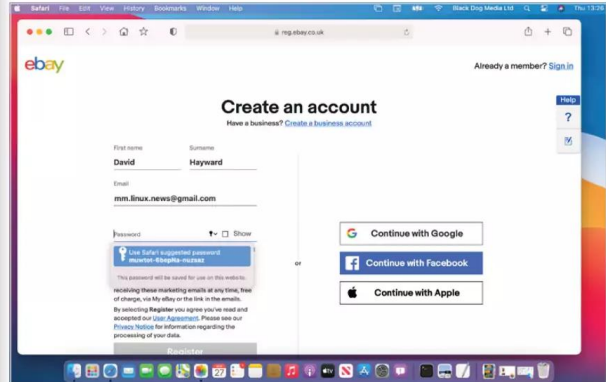 Safari File Edit View History Bookmarks Window Help
Black Dog Media Ltd
Thu 13:26
reg.ebay.co.uk
ebay
Already a member? Sign in
Help
?
Create an account
Have a business? Create a business account
First name Surname
David Hayward
Email
mm.linux.news@gmail.com
Password Show
Use Safari suggested password
This password will be saved for use on this website.
receiving these marketing emails at any time, free
of charge, via My eBay or the link in the emails.
By selecting Register you agree you've read and
accepted our User Agreement. Please see our
Privacy Notice for information regarding the
processing of your data.
Register
or
Continue with Google
Continue with Facebook
Continue with Apple